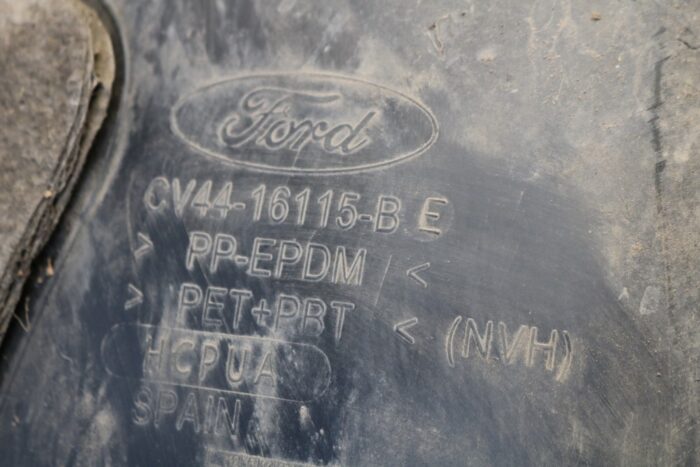 Ford
CV44-16115-B E
> PP-EPDM <
> PET+PBT < (NVH)
HCPUA
SPAIN